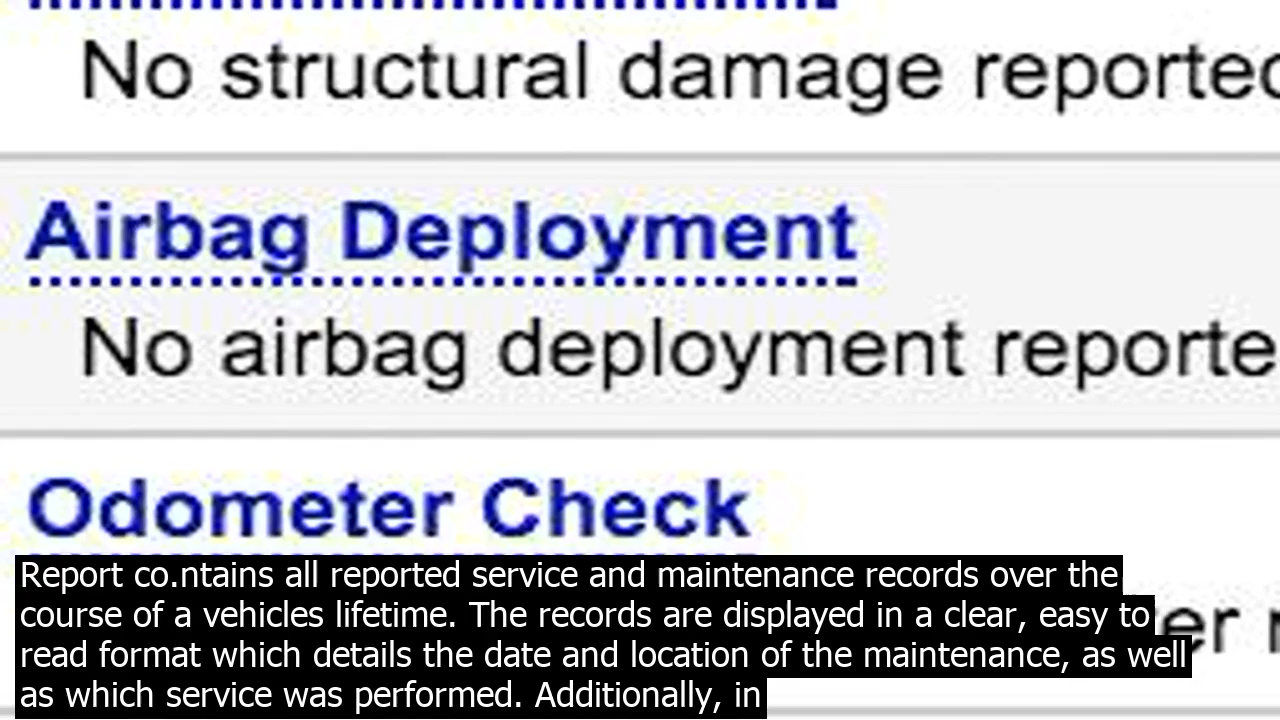 No structural damage reported
Airbag Deployment
No airbag deployment reporte
Odometer Check
er
Report co.ntains all reported service and maintenance records over the
course of a vehicles lifetime. The records are displayed in a clear, easy to
read format which details the date and location of the maintenance, as well
as which service was performed. Additionally, in